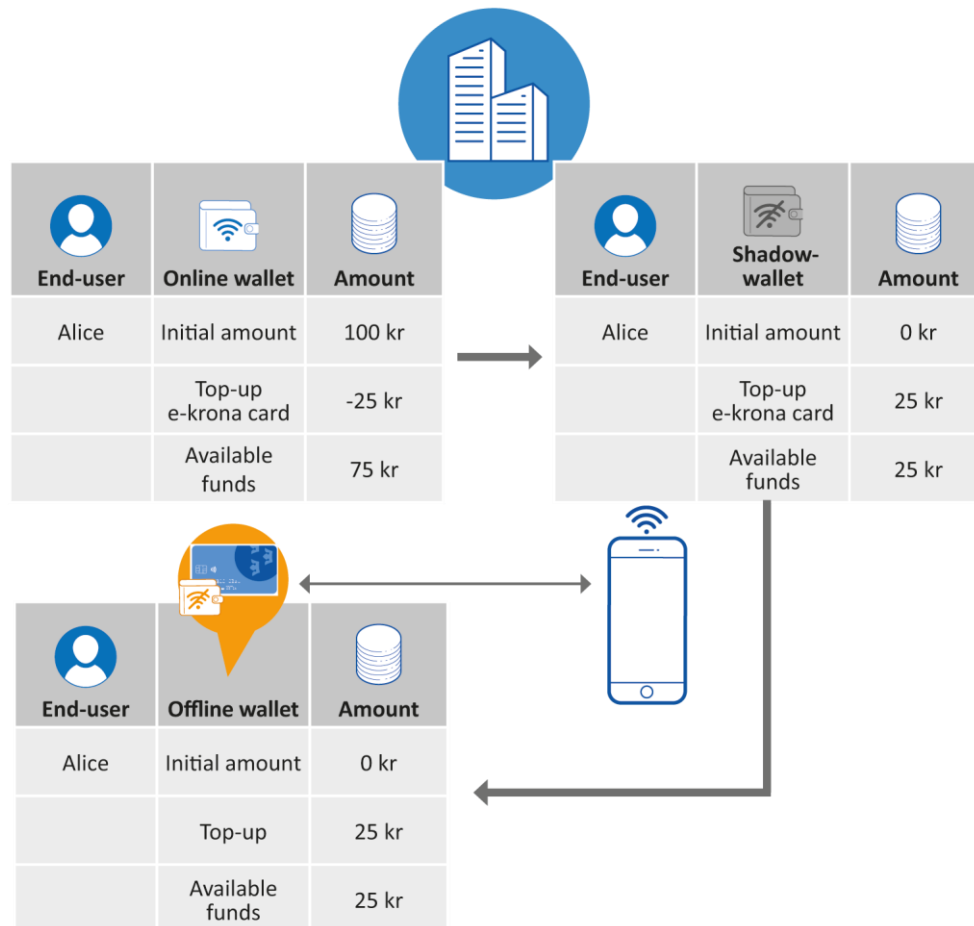 End-user Online wallet Amount
Alice Initial amount 100 kr
Top-up
e-krona card -25 kr
Available
funds 75 kr
End-user Shadow-
wallet Amount
Alice Initial amount 0 kr
Top-up
e-krona card 25 kr
Available
funds 25 kr
End-user Offline wallet Amount
Alice Initial amount 0 kr
Top-up 25 kr
Available
funds 25 kr